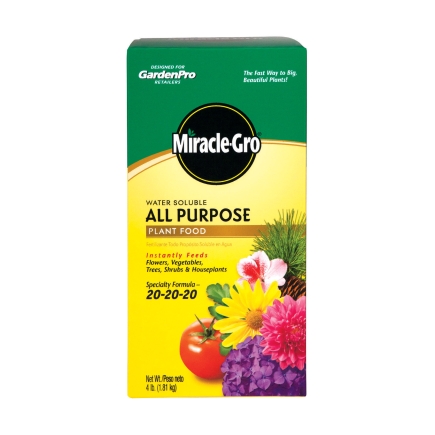 DESIGNED FOR
GardenPro
RETAILERS
The Fast Way to Big,
Beautiful Plants!
Miracle-Gro®
WATER SOLUBLE
ALL PURPOSE
PLANT FOOD
Instantly Feeds
Flowers, Vegetables,
Trees, Shrubs & Houseplants
Specialty Formula –
20-20-20
Net Wt./Peso neto
4 lb. (1.81 kg)